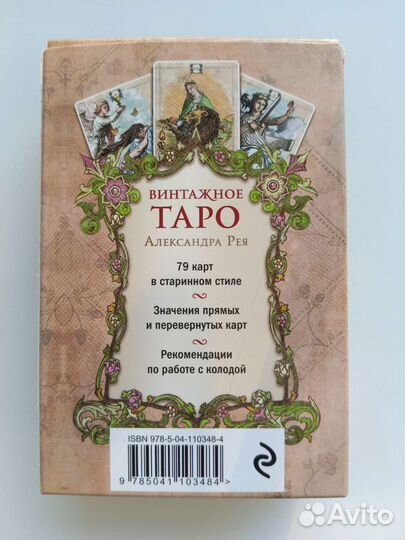 ВИНТАЖНОЕ
ТАРО
АЛЕКСАНДРА РЕЯ
79 карт
в старинном стиле
Значения прямых
и перевернутых карт
Рекомендации
по работе с колодой
ISBN 978-5-04-110348-4
9 785041 103484 >
Avito